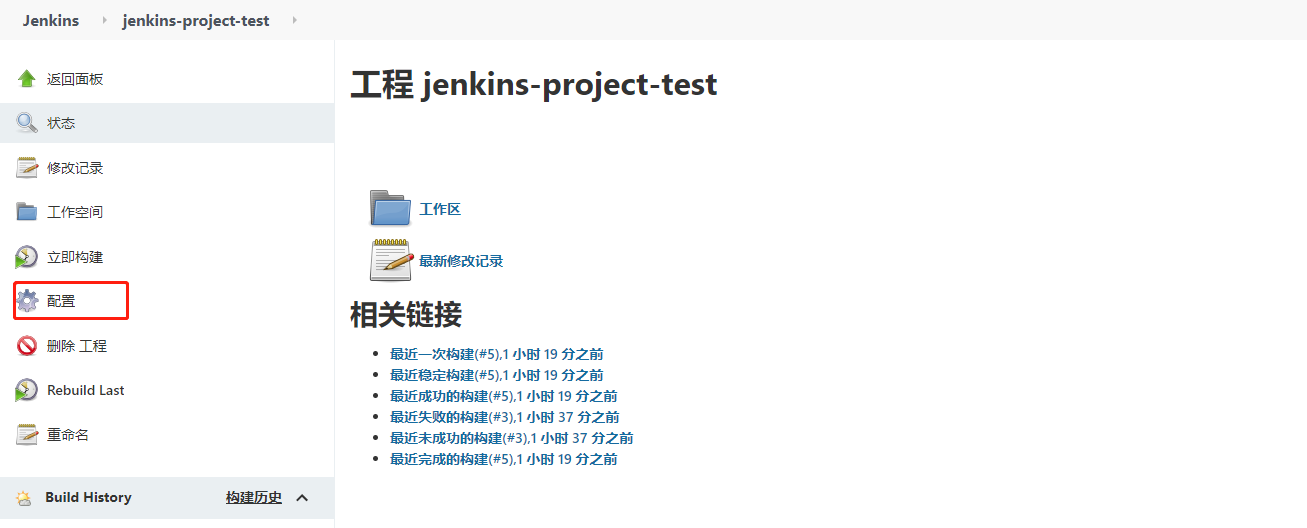 Jenkins jenkins-project-test
返回面板
状态
修改记录
工作空间
立即构建
配置
删除 工程
Rebuild Last
重命名
Build History 构建历史
工程 jenkins-project-test
工作区
最新修改记录
相关链接
最近一次构建(#5),1 小时 19 分之前
最近稳定构建(#5),1 小时 19 分之前
最近成功的构建(#5),1 小时 19 分之前
最近失败的构建(#3),1 小时 37 分之前
最近未成功的构建(#3),1 小时 37 分之前
最近完成的构建(#5),1 小时 19 分之前